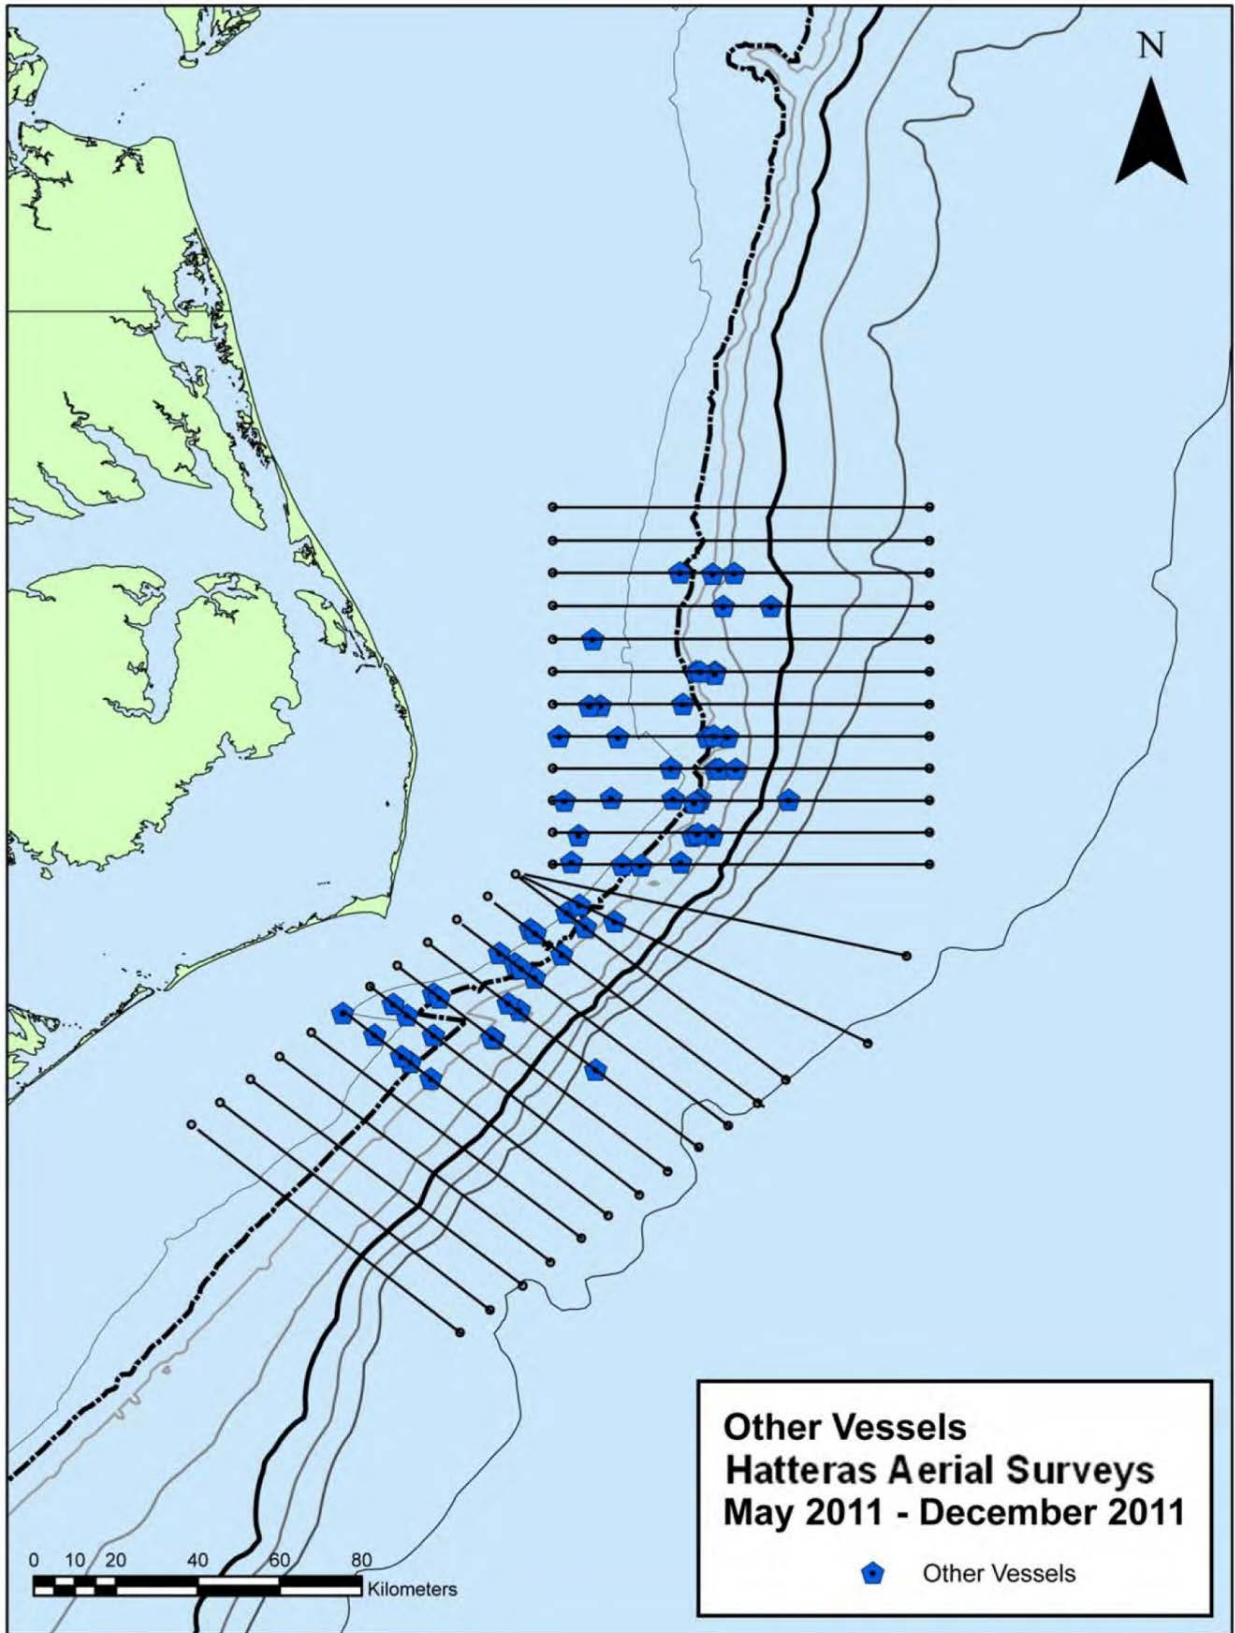 N
Other Vessels
Hatteras Aerial Surveys
May 2011 - December 2011
Other Vessels
0 10 20 40 60 80
Kilometers